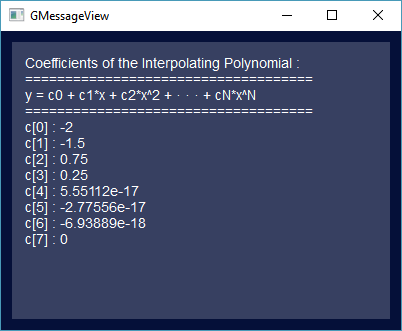 GMessageView
Coefficients of the Interpolating Polynomial :
====================================
y = c0 + c1*x + c2*x^2 + · · · + cN*x^N
====================================
c[0] : -2
c[1] : -1.5
c[2] : 0.75
c[3] : 0.25
c[4] : 5.55112e-17
c[5] : -2.77556e-17
c[6] : -6.93889e-18
c[7] : 0